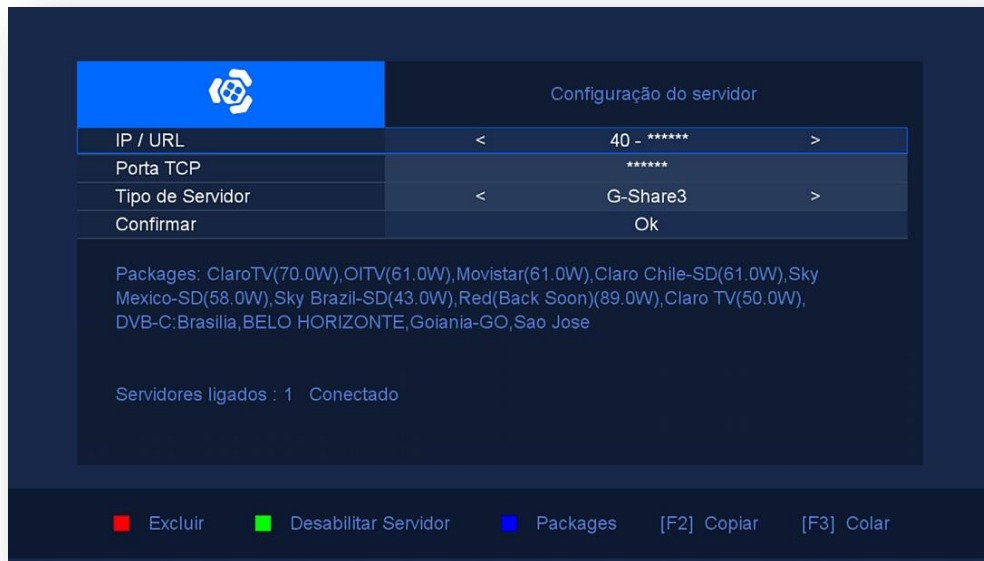 Configuração do servidor
IP / URL < 40 - ****** >
Porta TCP ******
Tipo de Servidor < G-Share3 >
Confirmar Ok
Packages: ClaroTV(70.0W),OITV(61.0W),Movistar(61.0W),Claro Chile-SD(61.0W),Sky
Mexico-SD(58.0W),Sky Brazil-SD(43.0W),Red(Back Soon)(89.0W),Claro TV(50.0W),
DVB-C:Brasilia,BELO HORIZONTE,Goiania-GO,Sao Jose
Servidores ligados : 1 Conectado
Excluir Desabilitar Servidor Packages [F2] Copiar [F3] Colar